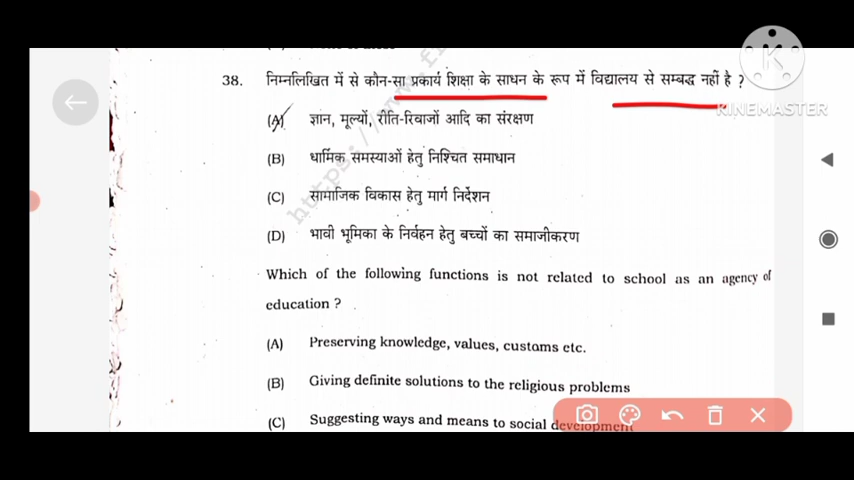 38. निम्नलिखित में से कौन-सा प्रकार्य शिक्षा के साधन के रूप में विद्यालय से सम्बद्ध नहीं है ?
KINEMASTER
(A) ज्ञान, मूल्यों, रीति-रिवाजों आदि का संरक्षण
(B) धार्मिक समस्याओं हेतु निश्चित समाधान
(C) सामाजिक विकास हेतु मार्ग निर्देशन
(D) भावी भूमिका के निर्वहन हेतु बच्चों का समाजीकरण
Which of the following functions is not related to school as an agency of
education ?
(A) Preserving knowledge, values, customs etc.
(B) Giving definite solutions to the religious problems
(C) Suggesting ways and means to social development